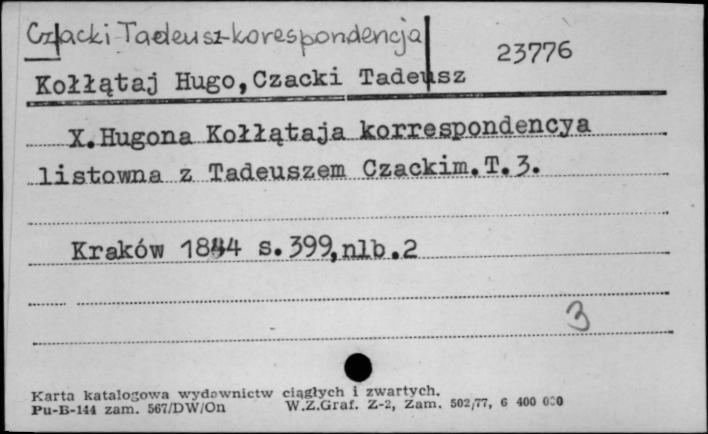 Czacki Tadeusz-korespondencja
23776
Kołłątaj Hugo,Czacki Tadeusz
X.Hugona Kołłątaja korrespondencya
listowna z Tadeuszem Czackim.T.3.
Kraków 1844 s.399,nlb.2
3
Karta katalogowa wydawnictw ciągłych i zwartych.
Pu-B-144 zam. 567/DW/On W.Z.Graf. Z-2, Zam. 502/77, 6 400 000